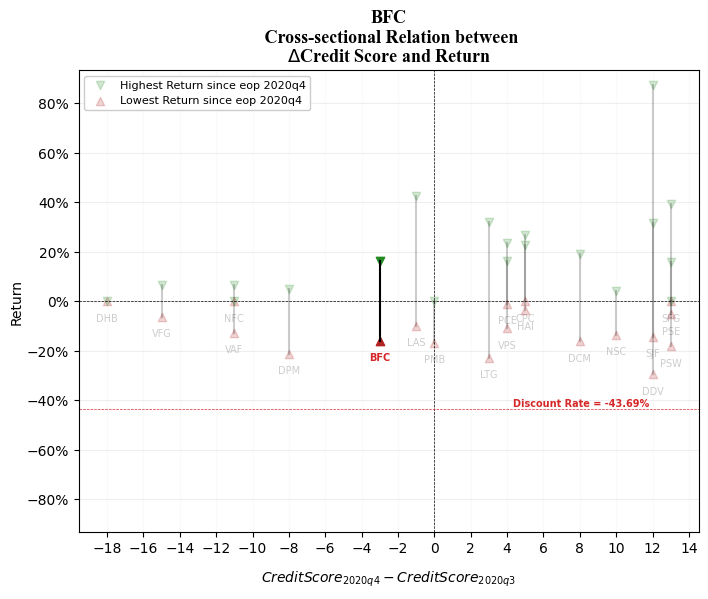 BFC
Cross-sectional Relation between
ΔCredit Score and Return
Highest Return since eop 2020q4
Lowest Return since eop 2020q4
80%
60%
40%
20%
0%
−20%
−40%
−60%
−80%
Return
DHB
VFG
NFC
VAF
DPM
BFC
LAS
PMB
LTG
PCE
CPC
HAI
VPS
DCM
NSC
SJF
DDV
SFG
PSE
PSW
Discount Rate = -43.69%
−18 −16 −14 −12 −10 −8 −6 −4 −2 0 2 4 6 8 10 12 14
CreditScore2020q4 − CreditScore2020q3